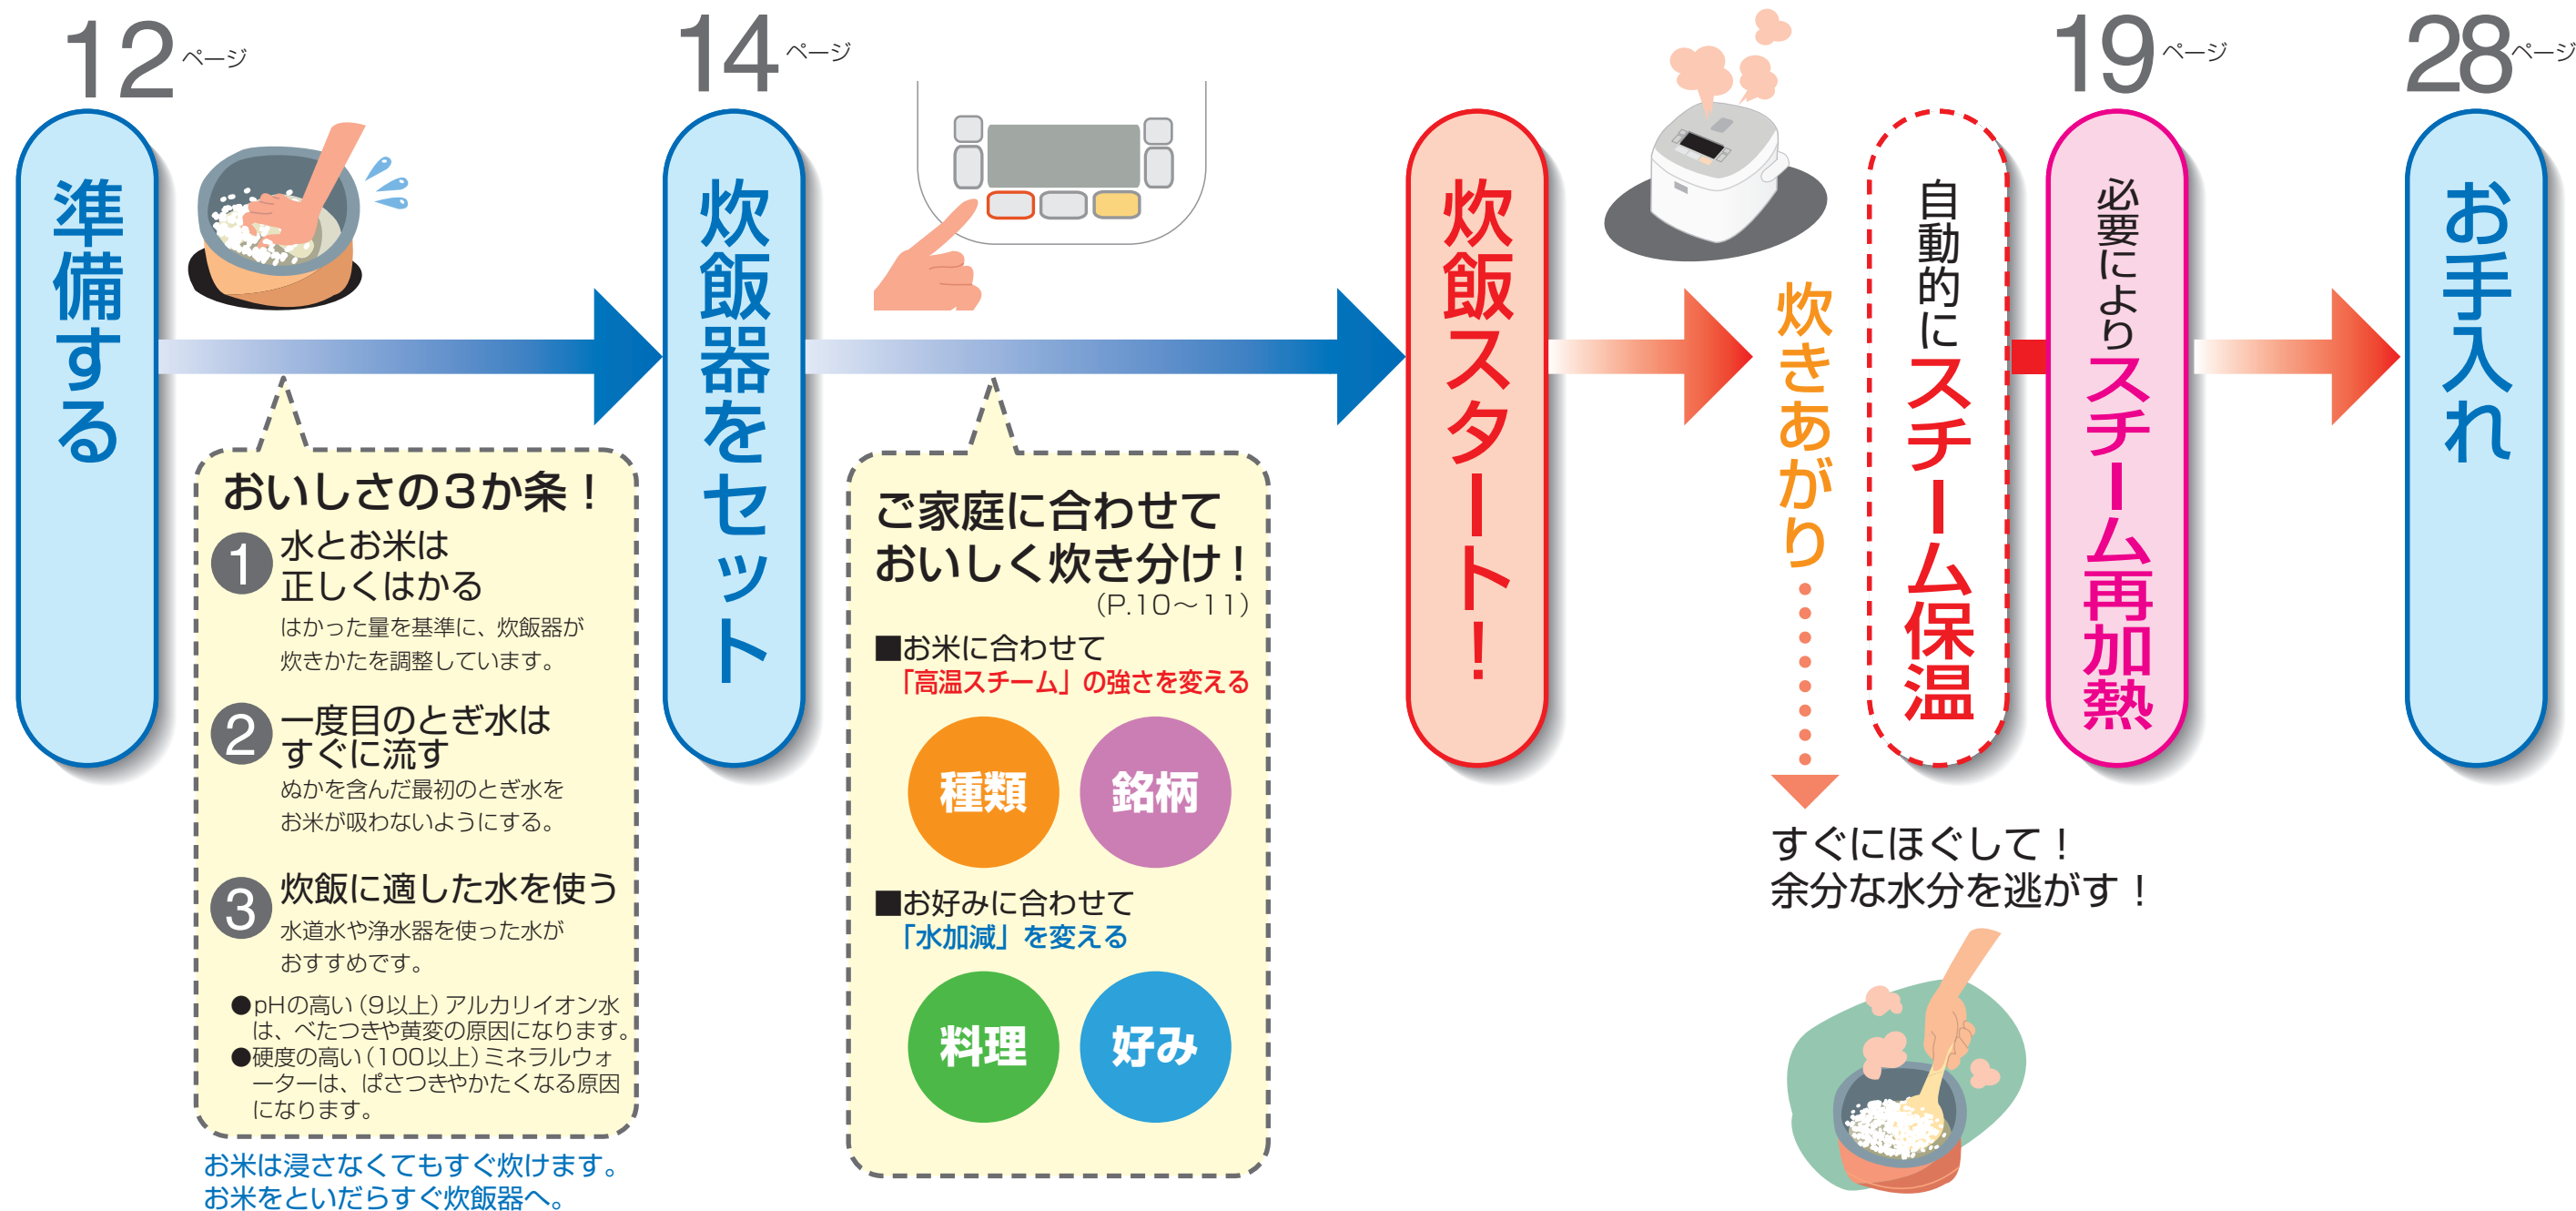 12ページ
準備する
おいしさの3か条！
1 水とお米は
正しくはかる
はかった量を基準に、炊飯器が
炊きかたを調整しています。
2 一度目のとぎ水は
すぐに流す
ぬかを含んだ最初のとぎ水を
お米が吸わないようにする。
3 炊飯に適した水を使う
水道水や浄水器を使った水が
おすすめです。
●pHの高い（9以上）アルカリイオン水
は、べたつきや黄変の原因になります。
●硬度の高い（100以上）ミネラルウォ
ーターは、ぱさつきやかたくなる原因
になります。
お米は浸さなくてもすぐ炊けます。
お米をといだらすぐ炊飯器へ。
14ページ
炊飯器をセット
ご家庭に合わせて
おいしく炊き分け！
（P.10～11）
■お米に合わせて
「高温スチーム」の強さを変える
種類
銘柄
■お好みに合わせて
「水加減」を変える
料理
好み
炊飯スタート！
炊きあがり
すぐにほぐして！
余分な水分を逃がす！
自動的にスチーム保温
19ページ
必要によりスチーム再加熱
28ページ
お手入れ